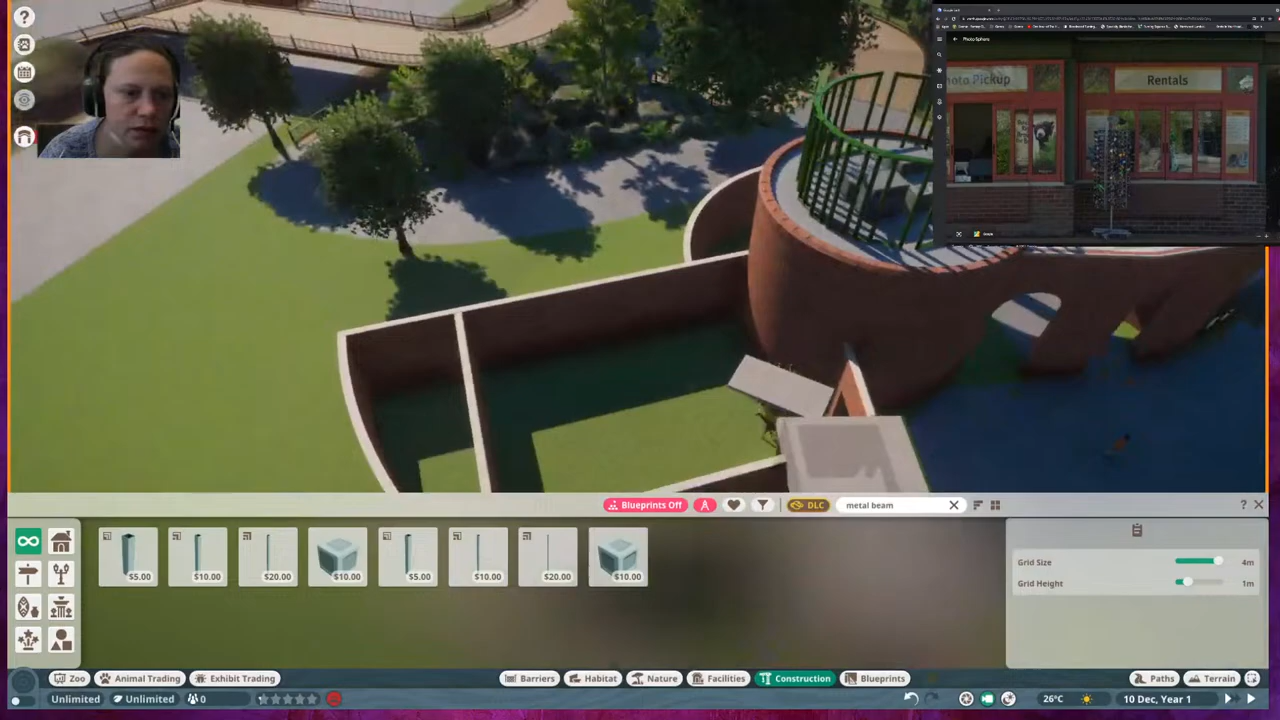 Photo Sphere
hoto Pickup
Rentals
Blueprints Off
DLC
metal beam
?
$5.00
$10.00
$20.00
$10.00
$5.00
$10.00
$20.00
$10.00
Grid Size
4m
Grid Height
1m
Zoo
Animal Trading
Exhibit Trading
Barriers
Habitat
Nature
Facilities
Construction
Blueprints
Paths
Terrain
Unlimited
Unlimited
0
26°C
10 Dec, Year 1